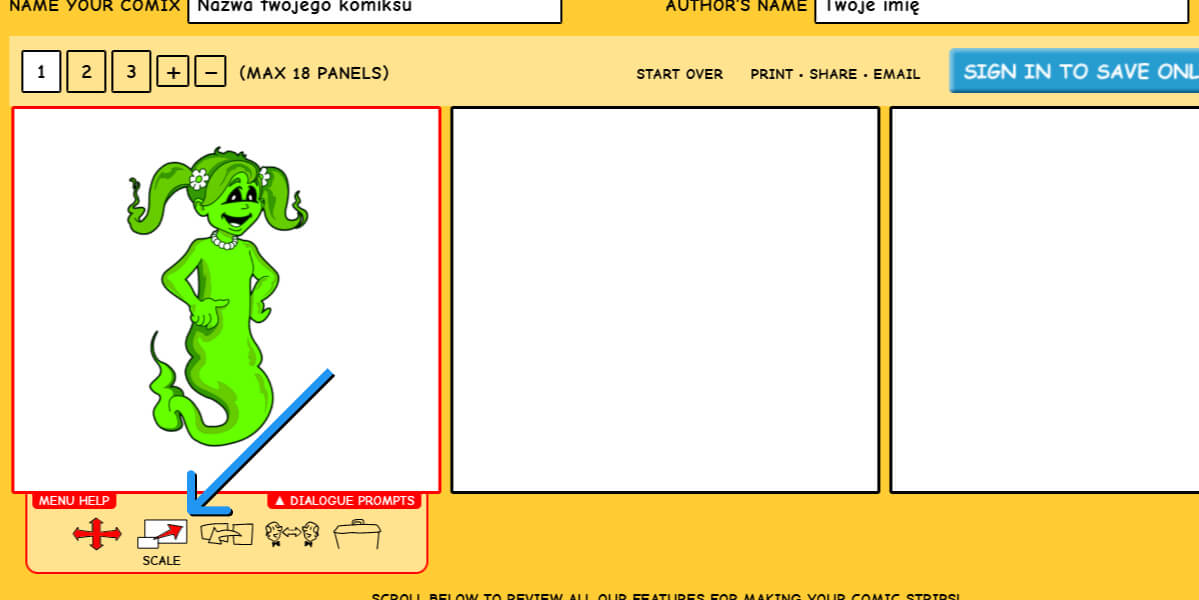 NAME YOUR COMIX Nazwa twojego komiksu AUTHOR'S NAME Twoje imię
1 2 3 + − (MAX 18 PANELS) START OVER PRINT • SHARE • EMAIL SIGN IN TO SAVE ONL
MENU HELP ▲ DIALOGUE PROMPTS
SCALE
SCROLL BELOW TO REVIEW ALL OUR FEATURES FOR MAKING YOUR COMIC STRIPS!